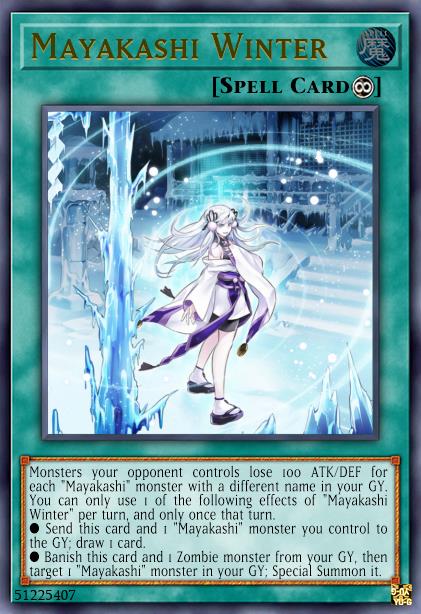 MAYAKASHI WINTER
魔
[SPELL CARD]
Monsters your opponent controls lose 100 ATK/DEF for
each "Mayakashi" monster with a different name in your GY.
You can only use 1 of the following effects of "Mayakashi
Winter" per turn, and only once that turn.
● Send this card and 1 "Mayakashi" monster you control to
the GY; draw 1 card.
● Banish this card and 1 Zombie monster from your GY, then
target 1 "Mayakashi" monster in your GY; Special Summon it.
51225407